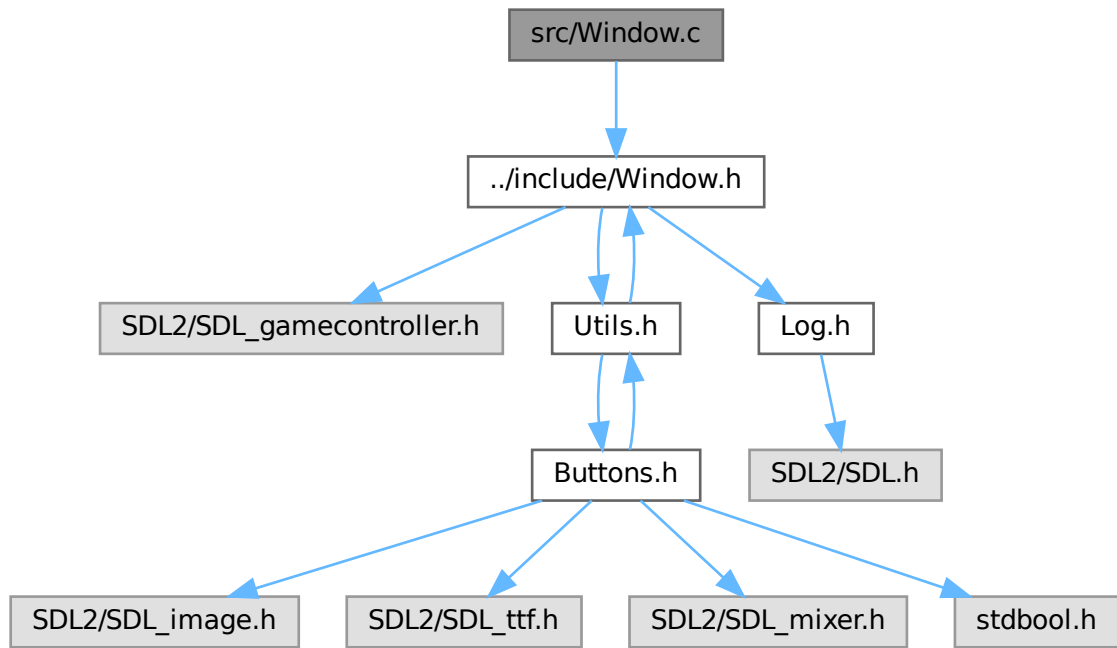 src/Window.c
../include/Window.h
SDL2/SDL_gamecontroller.h
Utils.h
Log.h
Buttons.h
SDL2/SDL.h
SDL2/SDL_image.h
SDL2/SDL_ttf.h
SDL2/SDL_mixer.h
stdbool.h